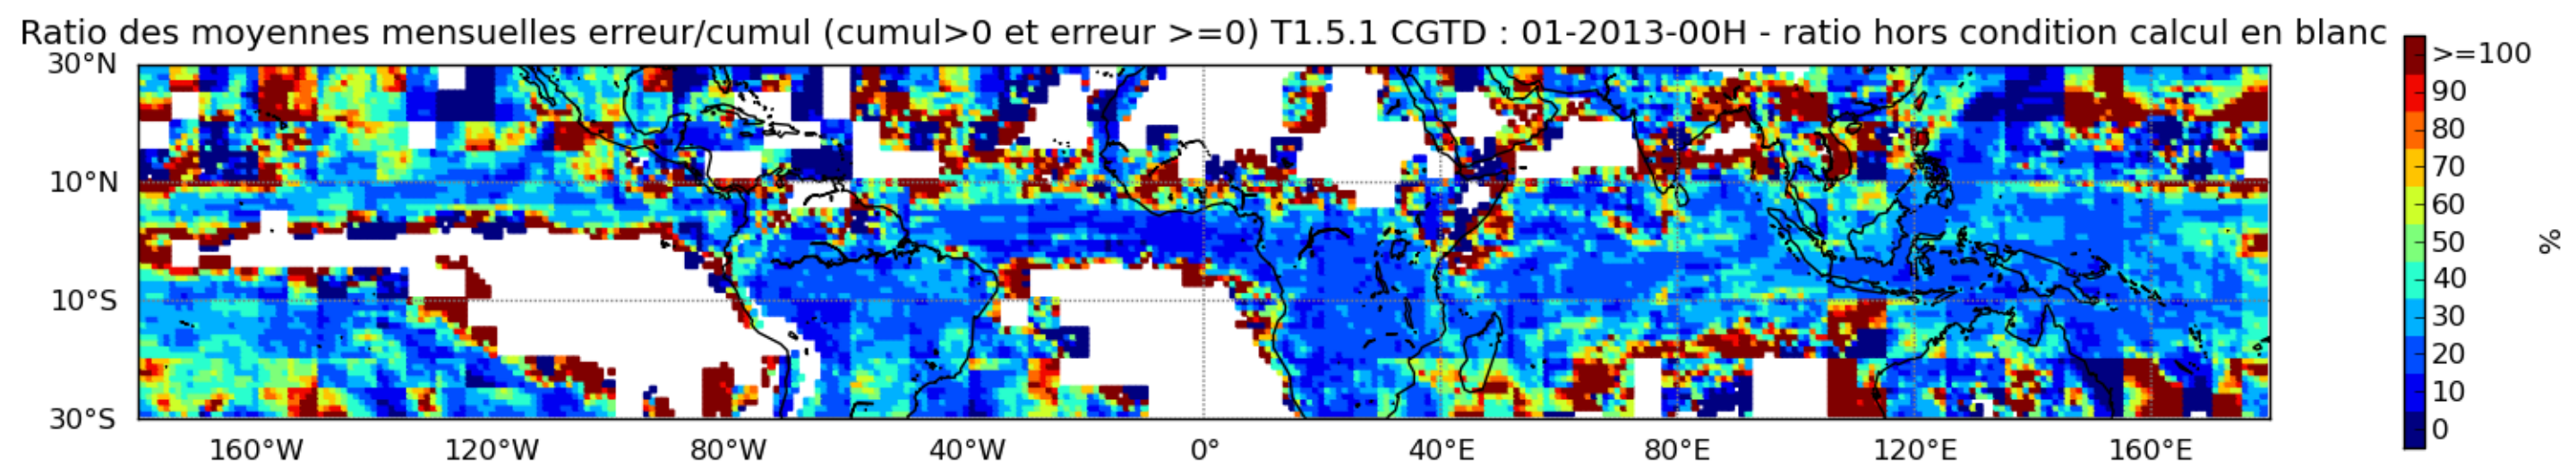 Ratio des moyennes mensuelles erreur/cumul (cumul>0 et erreur >=0) T1.5.1 CGTD : 01-2013-00H - ratio hors condition calcul en blanc
30°N
10°N
10°S
30°S
160°W 120°W 80°W 40°W 0° 40°E 80°E 120°E 160°E
>=100
90
80
70
60
50
40
30
20
10
0
%